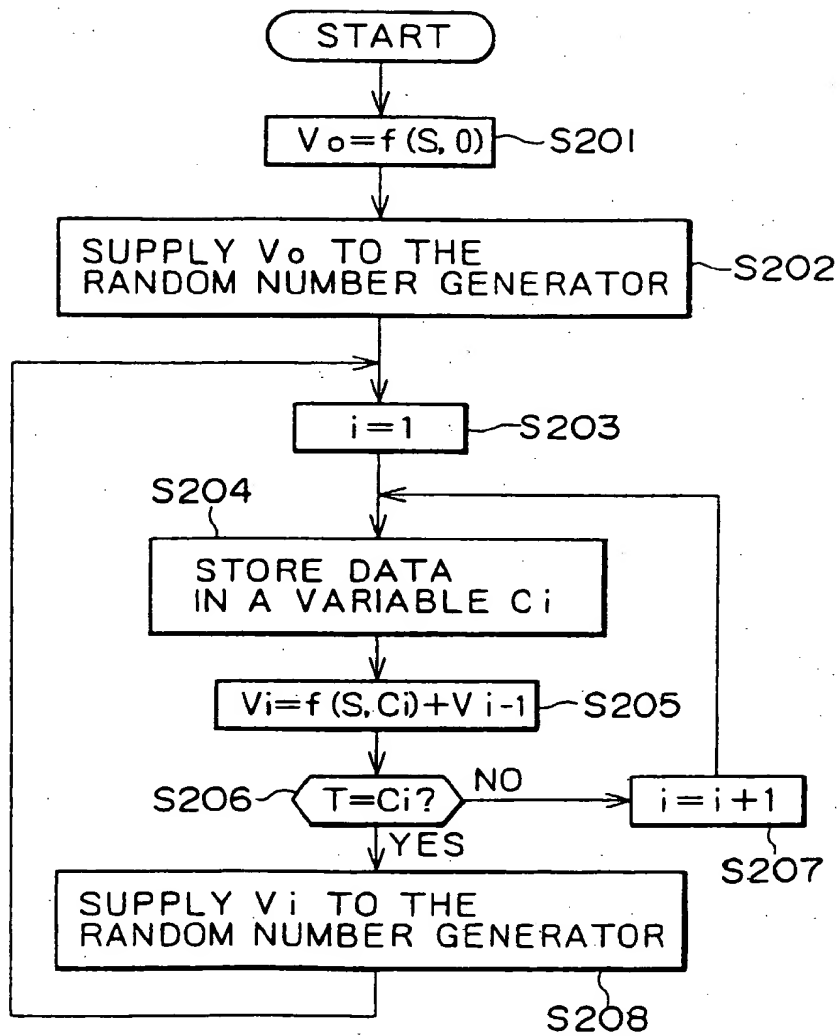 START
Vo=f(S,0)
S201
SUPPLY Vo TO THE
RANDOM NUMBER GENERATOR
S202
i=1
S203
S204
STORE DATA
IN A VARIABLE Ci
Vi=f(S,Ci)+Vi-1
S205
S206
T=Ci?
NO
i=i+1
S207
YES
SUPPLY Vi TO THE
RANDOM NUMBER GENERATOR
S208